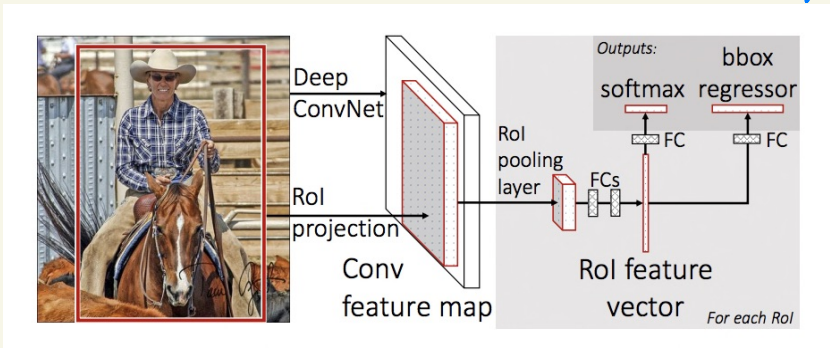 Deep
ConvNet
RoI
projection
Conv
feature map
RoI
pooling
layer
FCs
Outputs:
softmax
bbox
regressor
FC
FC
RoI feature
vector
For each RoI